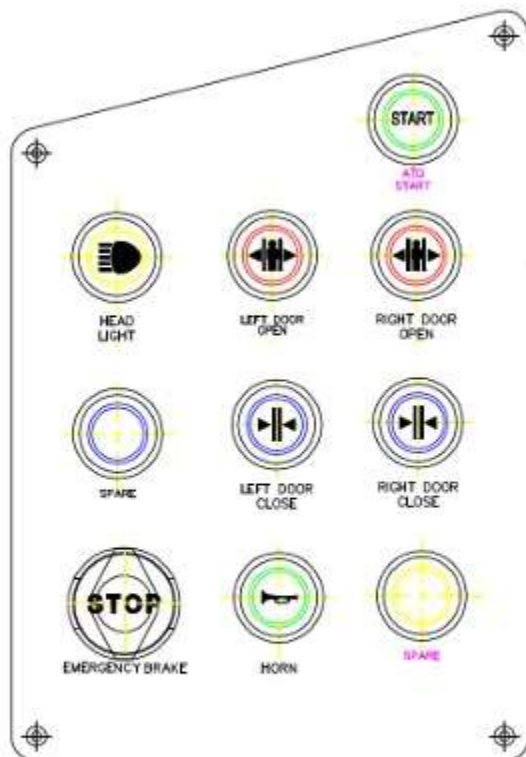 START
ATO
START
HEAD
LIGHT
LEFT DOOR
OPEN
RIGHT DOOR
OPEN
SPARE
LEFT DOOR
CLOSE
RIGHT DOOR
CLOSE
STOP
EMERGENCY BRAKE
HORN
SPARE